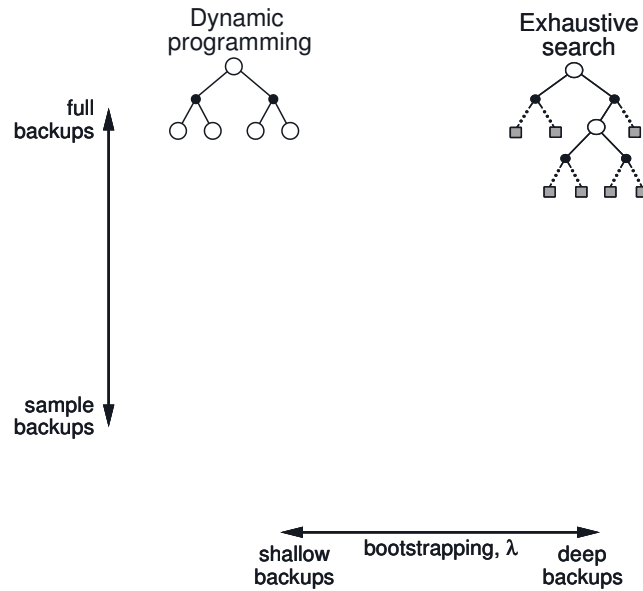 Dynamic
programming
Exhaustive
search
full
backups
sample
backups
bootstrapping, λ
shallow
backups
deep
backups